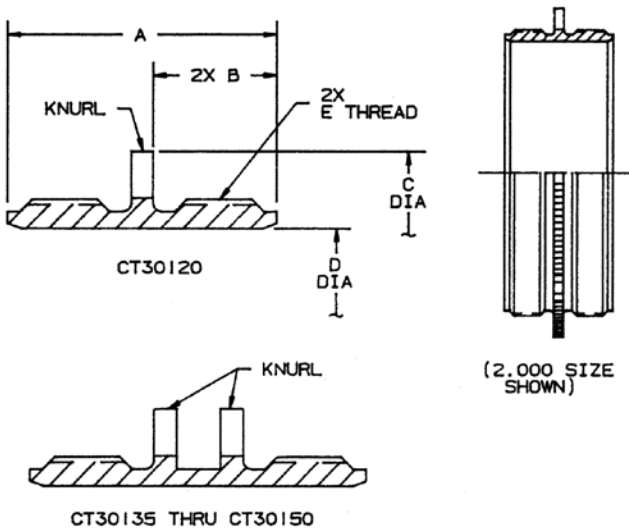 A
2X B
KNURL
2X
E THREAD
C
DIA
D
DIA
CT30120
(2.000 SIZE
SHOWN)
KNURL
CT30135 THRU CT30150